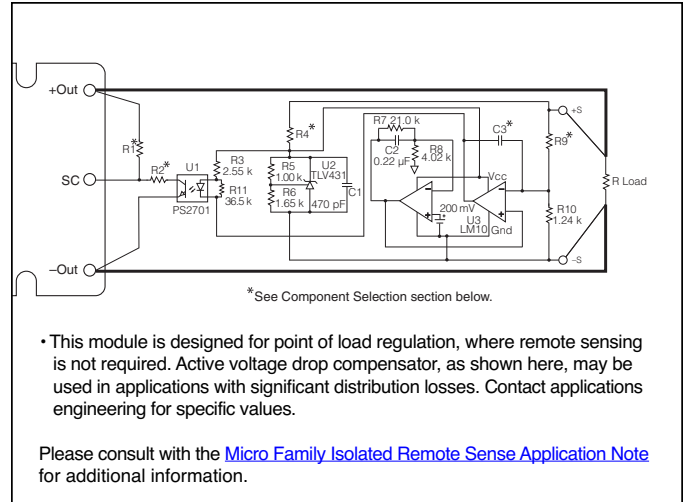 +Out
SC
–Out
R1*
R2*
U1
PS2701
R3
2.55 k
R11
36.5 k
R4*
R5
1.00 k
R6
1.65 k
U2
TLV431
470 pF
C1
R7 21.0 k
C2
0.22 µF
R8
4.02 k
Vcc
200 mV
U3
LM10 Gnd
C3*
+S
R9*
R10
1.24 k
–S
R Load
*See Component Selection section below.
• This module is designed for point of load regulation, where remote sensing
is not required. Active voltage drop compensator, as shown here, may be
used in applications with significant distribution losses. Contact applications
engineering for specific values.
Please consult with the Micro Family Isolated Remote Sense Application Note
for additional information.